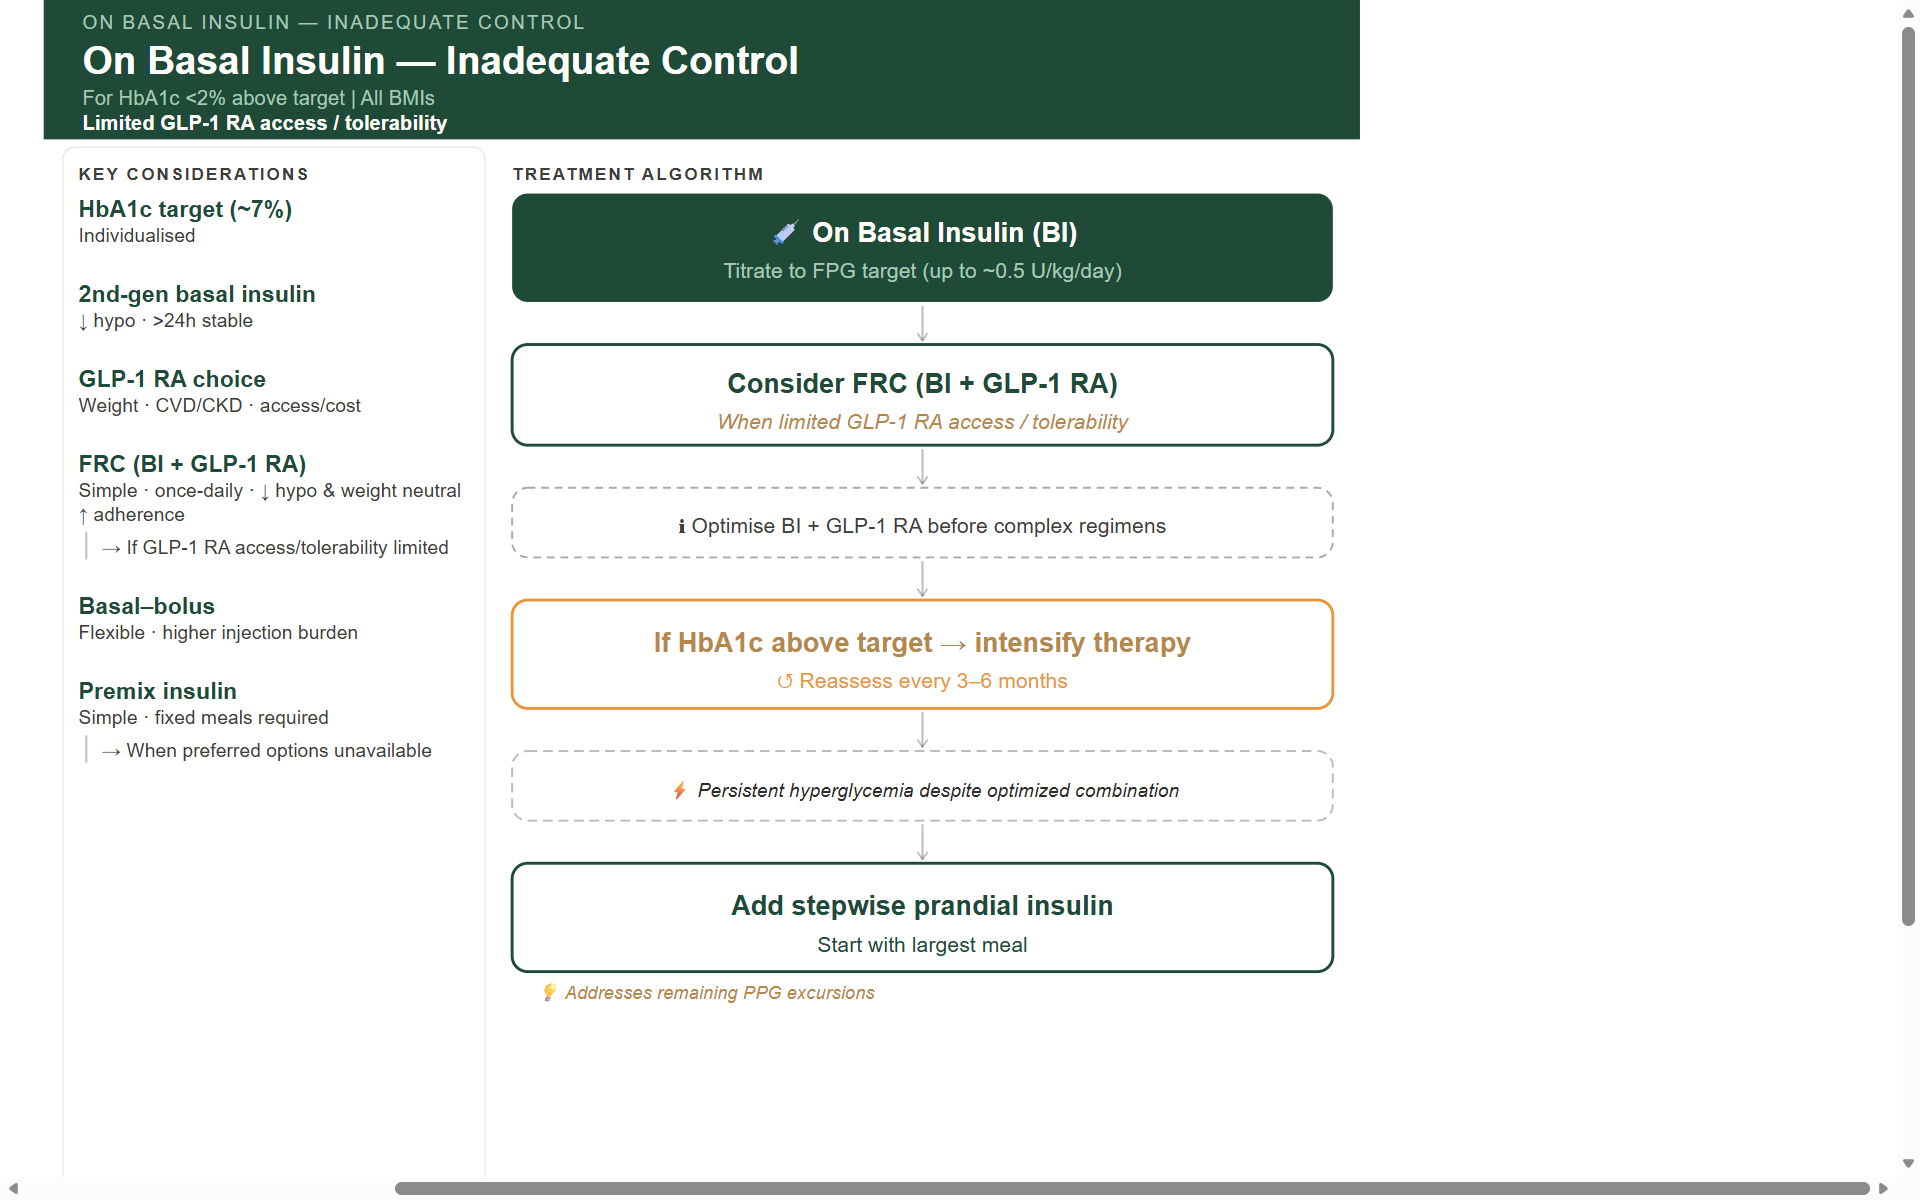 ON BASAL INSULIN — INADEQUATE CONTROL
On Basal Insulin — Inadequate Control
For HbA1c <2% above target | All BMIs
Limited GLP-1 RA access / tolerability
KEY CONSIDERATIONS
HbA1c target (~7%)
Individualised
2nd-gen basal insulin
↓ hypo · >24h stable
GLP-1 RA choice
Weight · CVD/CKD · access/cost
FRC (BI + GLP-1 RA)
Simple · once-daily · ↓ hypo & weight neutral
↑ adherence
→ If GLP-1 RA access/tolerability limited
Basal–bolus
Flexible · higher injection burden
Premix insulin
Simple · fixed meals required
→ When preferred options unavailable
TREATMENT ALGORITHM
💉 On Basal Insulin (BI)
Titrate to FPG target (up to ~0.5 U/kg/day)
Consider FRC (BI + GLP-1 RA)
When limited GLP-1 RA access / tolerability
ℹ Optimise BI + GLP-1 RA before complex regimens
If HbA1c above target → intensify therapy
↺ Reassess every 3–6 months
⚡ Persistent hyperglycemia despite optimized combination
Add stepwise prandial insulin
Start with largest meal
💡 Addresses remaining PPG excursions